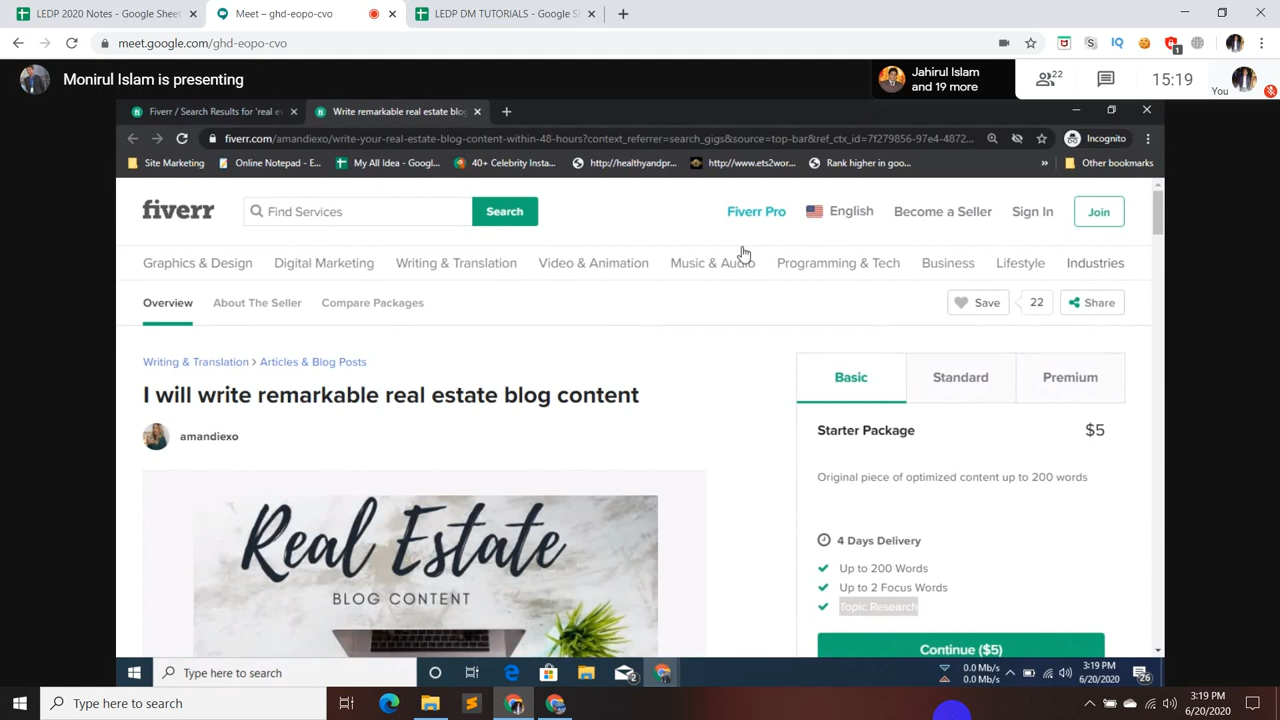 LEDP 2020 Notes - Google Sheet
Meet – ghd-eopo-cvo
LEDP DM TUTORIALS - Google S
meet.google.com/ghd-eopo-cvo
IQ
1
Monirul Islam is presenting
Jahirul Islam
and 19 more
22
15:19
You
Fiverr / Search Results for 'real e
Write remarkable real estate blo
fiverr.com/amandiexo/write-your-real-estate-blog-content-within-48-hours?context_referrer=search_gigs&source=top-bar&ref_ctx_id=7f279856-97e4-4872...
Incognito
Site Marketing
Online Notepad - E...
My All Idea - Googl...
40+ Celebrity Insta...
http://healthyandpr...
http://www.ets2wor...
Rank higher in goo...
»
Other bookmarks
fiverr
Find Services
Search
Fiverr Pro
English
Become a Seller
Sign In
Join
Graphics & Design
Digital Marketing
Writing & Translation
Video & Animation
Music & Audio
Programming & Tech
Business
Lifestyle
Industries
Overview
About The Seller
Compare Packages
Save
22
Share
Writing & Translation > Articles & Blog Posts
I will write remarkable real estate blog content
amandiexo
Basic
Standard
Premium
Starter Package
$5
Original piece of optimized content up to 200 words
4 Days Delivery
Up to 200 Words
Up to 2 Focus Words
Topic Research
Continue ($5)
Real Estate
BLOG CONTENT
Type here to search
2
0.0 Mb/s
0.0 Mb/s
3:19 PM
6/20/2020
26
Type here to search
3:19 PM
6/20/2020